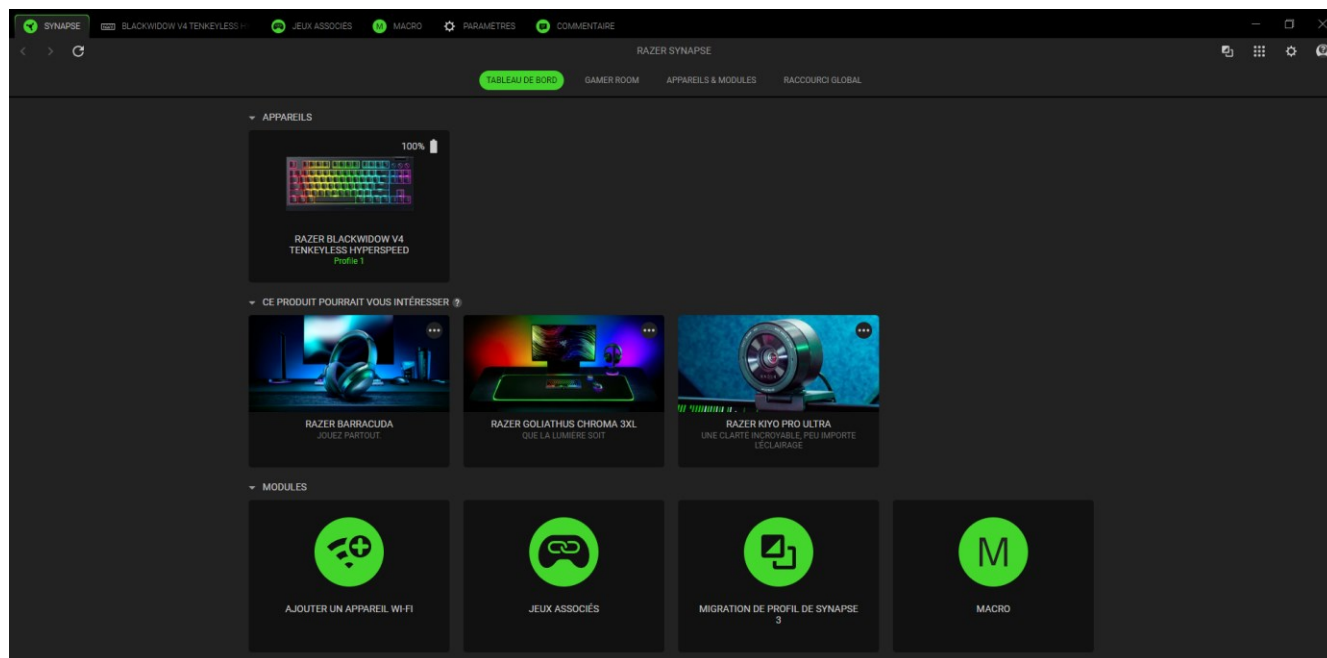 SYNAPSE
BLACKWIDOW V4 TENKEYLESS
JEUX ASSOCIÉS
M
MACRO
PARAMÈTRES
COMMENTAIRE
RAZER SYNAPSE
TABLEAU DE BORD
GAMER ROOM
APPAREILS & MODULES
RACCOURCI GLOBAL
APPAREILS
100%
RAZER BLACKWIDOW V4
TENKEYLESS HYPERSPEED
Profile 1
CE PRODUIT POURRAIT VOUS INTÉRESSER ?
RAZER BARRACUDA
JOUEZ PARTOUT.
RAZER GOLIATHUS CHROMA 3XL
QUE LA LUMIÈRE SOIT
RAZER KIYO PRO ULTRA
UNE CLARTÉ INCROYABLE, PEU IMPORTE
L'ÉCLAIRAGE
MODULES
AJOUTER UN APPAREIL WI-FI
JEUX ASSOCIÉS
MIGRATION DE PROFIL DE SYNAPSE
3
M
MACRO